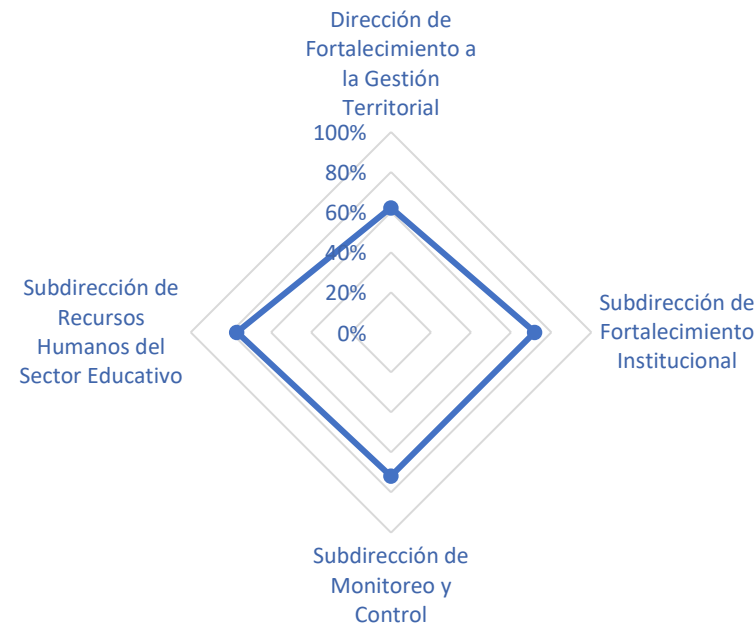 Dirección de
Fortalecimiento a
la Gestión
Territorial
100%
80%
60%
40%
20%
0%
Subdirección de
Recursos
Humanos del
Sector Educativo
Subdirección de
Fortalecimiento
Institucional
Subdirección de
Monitoreo y
Control